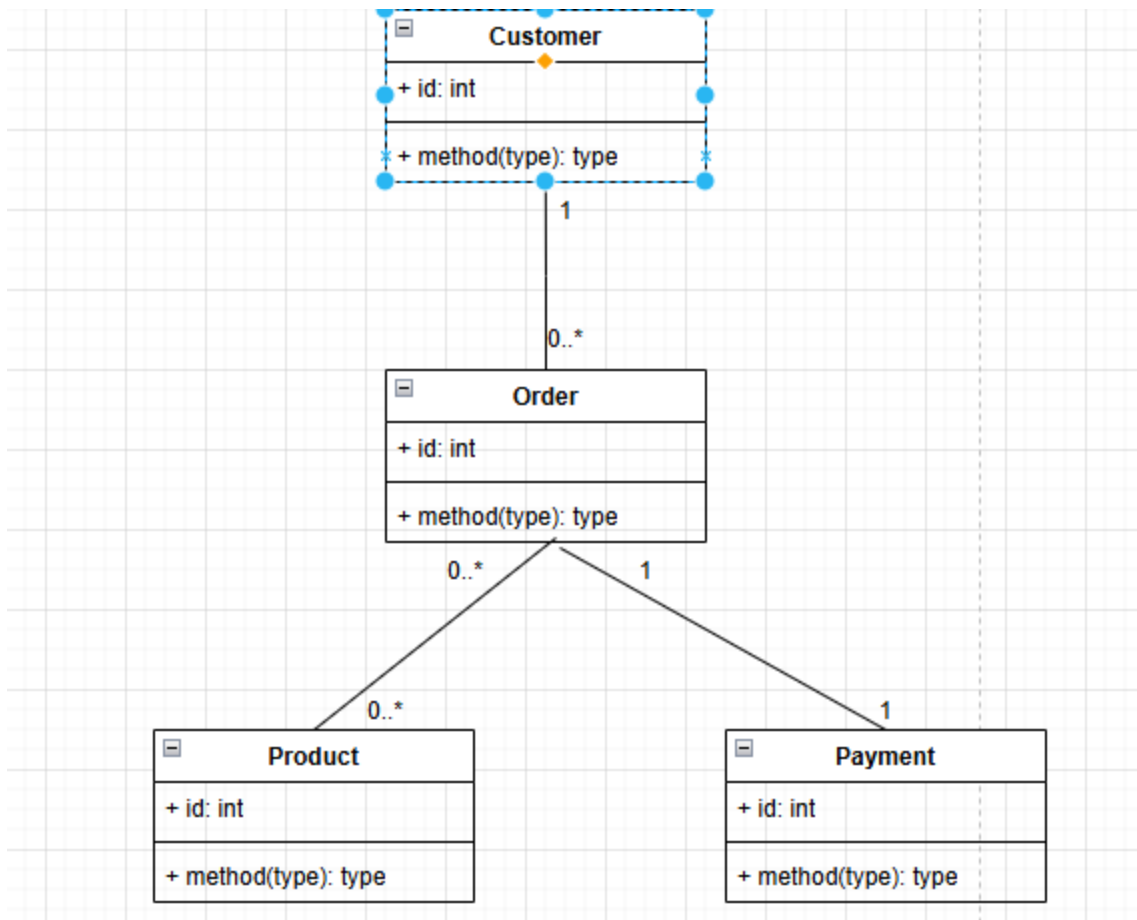 Customer
+ id: int
+ method(type): type
1
0..*
Order
+ id: int
+ method(type): type
0..*
1
0..*
1
Product
+ id: int
+ method(type): type
Payment
+ id: int
+ method(type): type